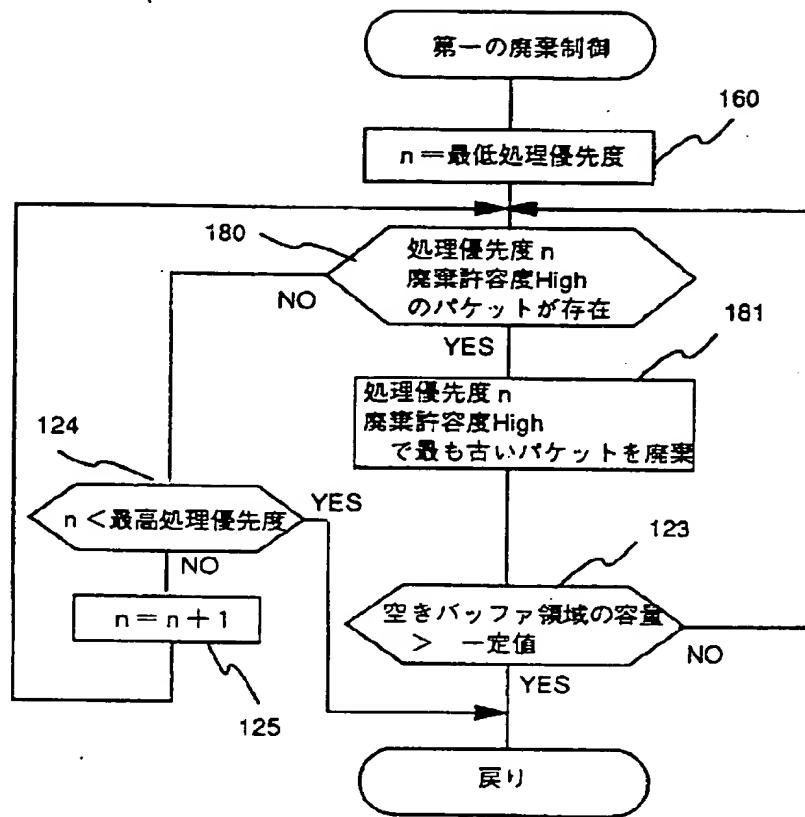 第一の廃棄制御
160
n＝最低処理優先度
180
処理優先度 n
廃棄許容度High
のパケットが存在
NO
YES
181
処理優先度 n
廃棄許容度High
で最も古いパケットを廃棄
124
n＜最高処理優先度
YES
NO
123
n＝n＋1
空きバッファ領域の容量
＞ 一定値
NO
YES
125
戻り